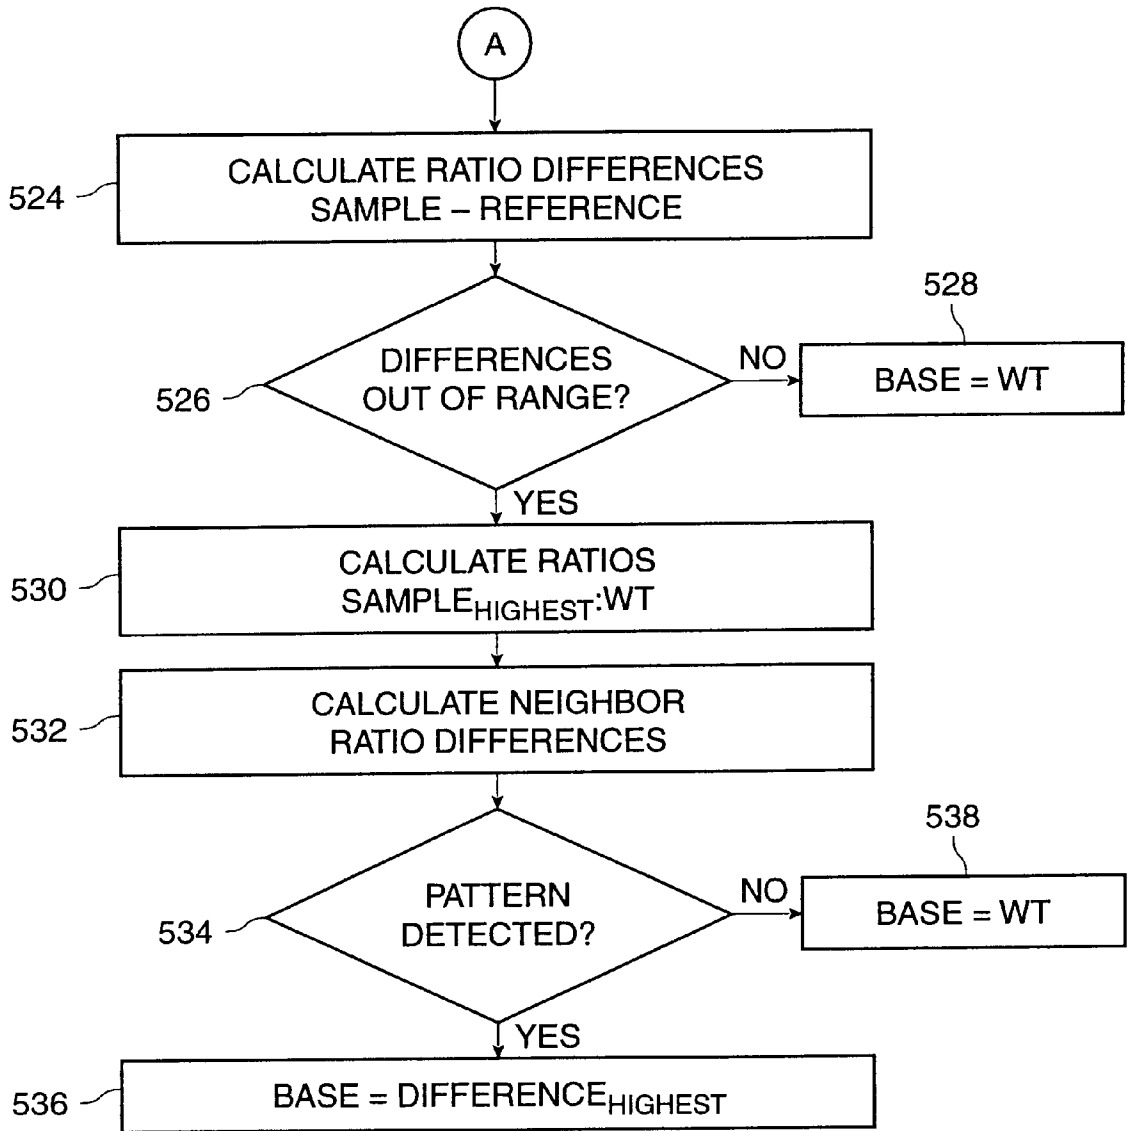 A
524
CALCULATE RATIO DIFFERENCES
SAMPLE – REFERENCE
526
DIFFERENCES
OUT OF RANGE?
NO
528
BASE = WT
YES
530
CALCULATE RATIOS
SAMPLEHIGHEST:WT
532
CALCULATE NEIGHBOR
RATIO DIFFERENCES
534
PATTERN
DETECTED?
NO
538
BASE = WT
YES
536
BASE = DIFFERENCEHIGHEST